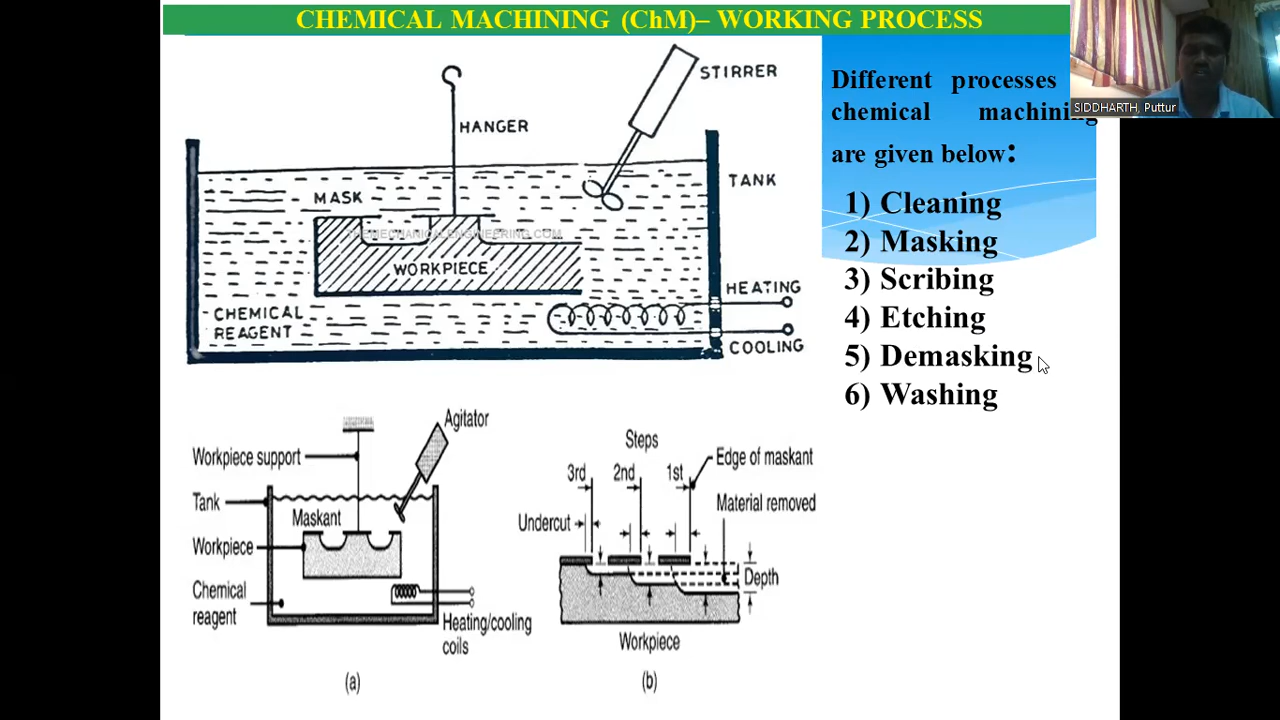 CHEMICAL MACHINING (ChM)– WORKING PROCESS
SIDDHARTH, Puttur
STIRRER
HANGER
MASK
TANK
THEMECHANICALENGINEERING.COM
WORKPIECE
HEATING
CHEMICAL
REAGENT
COOLING
Different processes
chemical machining
are given below:
1) Cleaning
2) Masking
3) Scribing
4) Etching
5) Demasking
6) Washing
Agitator
Workpiece support
Tank
Maskant
Workpiece
Chemical
reagent
Heating/cooling
coils
(a)
Steps
3rd 2nd 1st
Edge of maskant
Material removed
Undercut
Depth
Workpiece
(b)